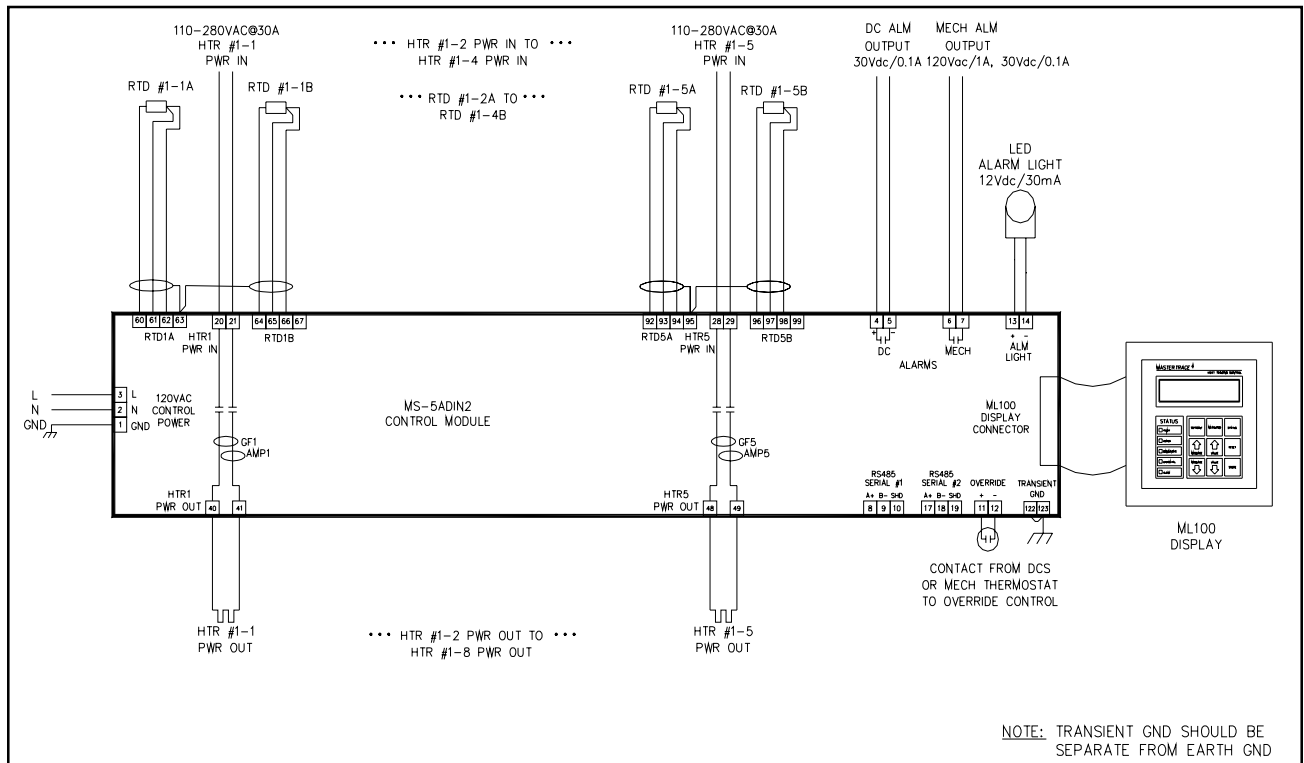 110-280VAC@30A
HTR #1-1
PWR IN
••• HTR #1-2 PWR IN TO •••
HTR #1-4 PWR IN
110-280VAC@30A
HTR #1-5
PWR IN
DC ALM
OUTPUT
30Vdc/0.1A
MECH ALM
OUTPUT
120Vac/1A, 30Vdc/0.1A
RTD #1-1A
RTD #1-1B
••• RTD #1-2A TO •••
RTD #1-4B
RTD #1-5A
RTD #1-5B
LED
ALARM LIGHT
12Vdc/30mA
60 61 62 63
20 21
64 65 66 67
92 93 94 95
28 29
96 97 98 99
4 5
6 7
13 14
RTD1A
HTR1
PWR IN
RTD1B
RTD5A
HTR5
PWR IN
RTD5B
+ -
DC
MECH
ALARMS
+ -
ALM
LIGHT
L
N
GND
3 L
2 N
1 GND
120VAC
CONTROL
POWER
MS-5ADIN2
CONTROL MODULE
GF1
AMP1
GF5
AMP5
ML100
DISPLAY
CONNECTOR
MASTERTRACE
STATUS
ML100
DISPLAY
HTR1
PWR OUT
40 41
HTR5
PWR OUT
48 49
RS485
SERIAL #1
A+ B- SHD
8 9 10
RS485
SERIAL #2
A+ B- SHD
17 18 19
OVERRIDE
+ -
11 12
TRANSIENT
GND
122 123
CONTACT FROM DCS
OR MECH THERMOSTAT
TO OVERRIDE CONTROL
HTR #1-1
PWR OUT
••• HTR #1-2 PWR OUT TO •••
HTR #1-8 PWR OUT
HTR #1-5
PWR OUT
NOTE: TRANSIENT GND SHOULD BE
SEPARATE FROM EARTH GND